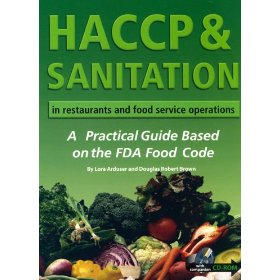 HACCP &
SANITATION
in restaurants and food service operations
A Practical Guide Based
on the FDA Food Code
By Lora Arduser and Douglas Robert Brown
with
companion
CD-ROM